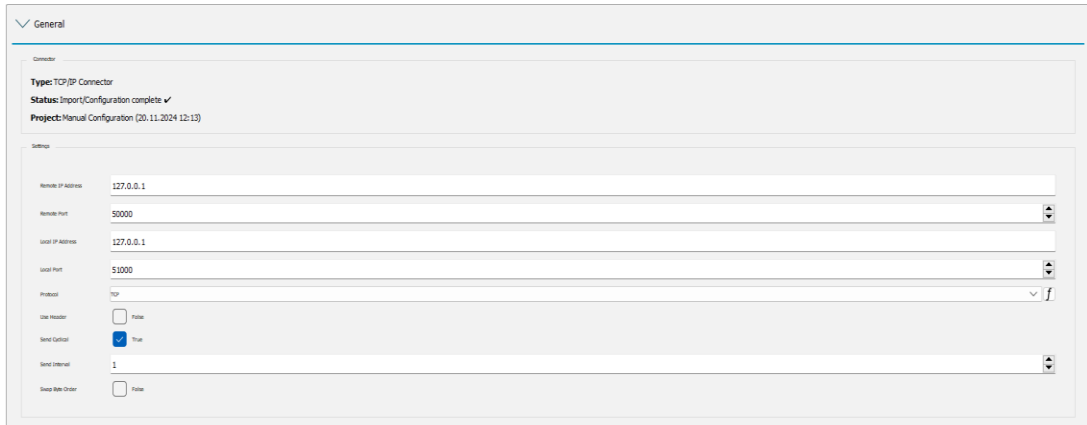 General
Connector
Type: TCP/IP Connector
Status: Import/Configuration complete ✔
Project: Manual Configuration (20.11.2024 12:13)
Settings
Remote IP Address 127.0.0.1
Remote Port 50000
Local IP Address 127.0.0.1
Local Port 51000
Protocol TCP
Use Header False
Send Cyclical True
Send Interval 1
Swap Byte Order False